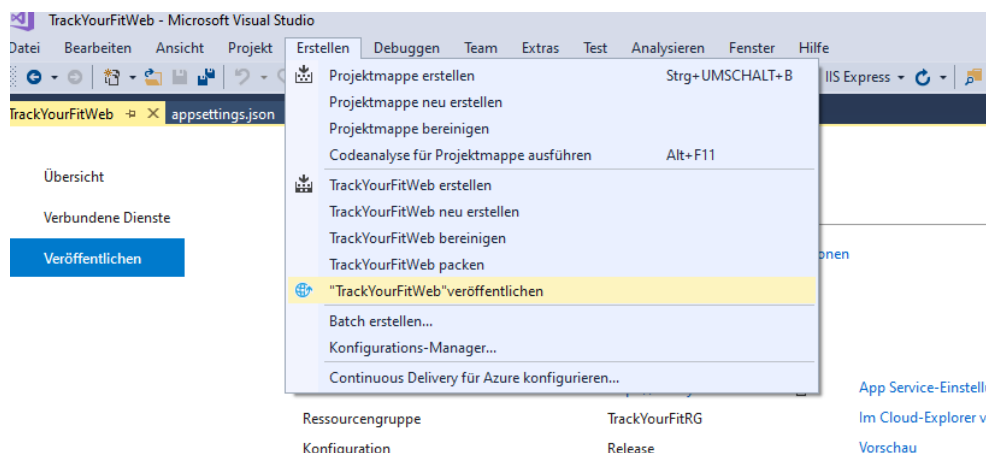 TrackYourFitWeb - Microsoft Visual Studio
Datei Bearbeiten Ansicht Projekt Erstellen Debuggen Team Extras Test Analysieren Fenster Hilfe
IIS Express
TrackYourFitWeb appsettings.json
Projektmappe erstellen Strg+UMSCHALT+B
Projektmappe neu erstellen
Projektmappe bereinigen
Codeanalyse für Projektmappe ausführen Alt+F11
TrackYourFitWeb erstellen
TrackYourFitWeb neu erstellen
TrackYourFitWeb bereinigen
TrackYourFitWeb packen
"TrackYourFitWeb"veröffentlichen
Batch erstellen...
Konfigurations-Manager...
Continuous Delivery für Azure konfigurieren...
Übersicht
Verbundene Dienste
Veröffentlichen
onen
App Service-Einstell
Ressourcengruppe TrackYourFitRG Im Cloud-Explorer v
Konfiguration Release Vorschau